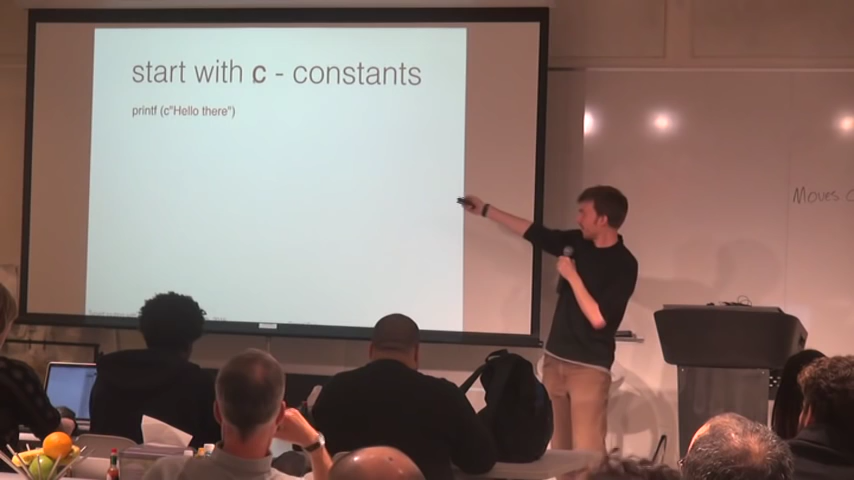 start with c - constants
printf (c"Hello there")
Moves